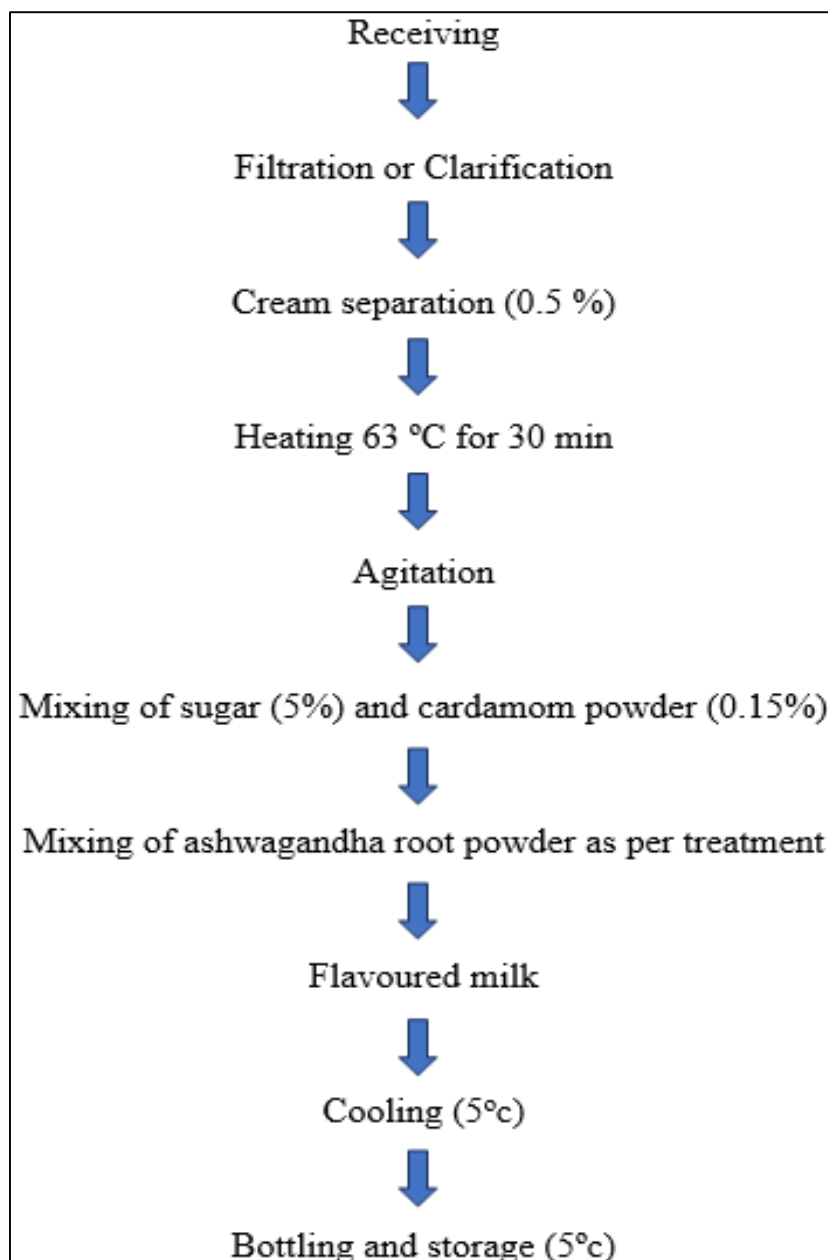 Receiving
Filtration or Clarification
Cream separation (0.5 %)
Heating 63 ºC for 30 min
Agitation
Mixing of sugar (5%) and cardamom powder (0.15%)
Mixing of ashwagandha root powder as per treatment
Flavoured milk
Cooling (5ºc)
Bottling and storage (5ºc)